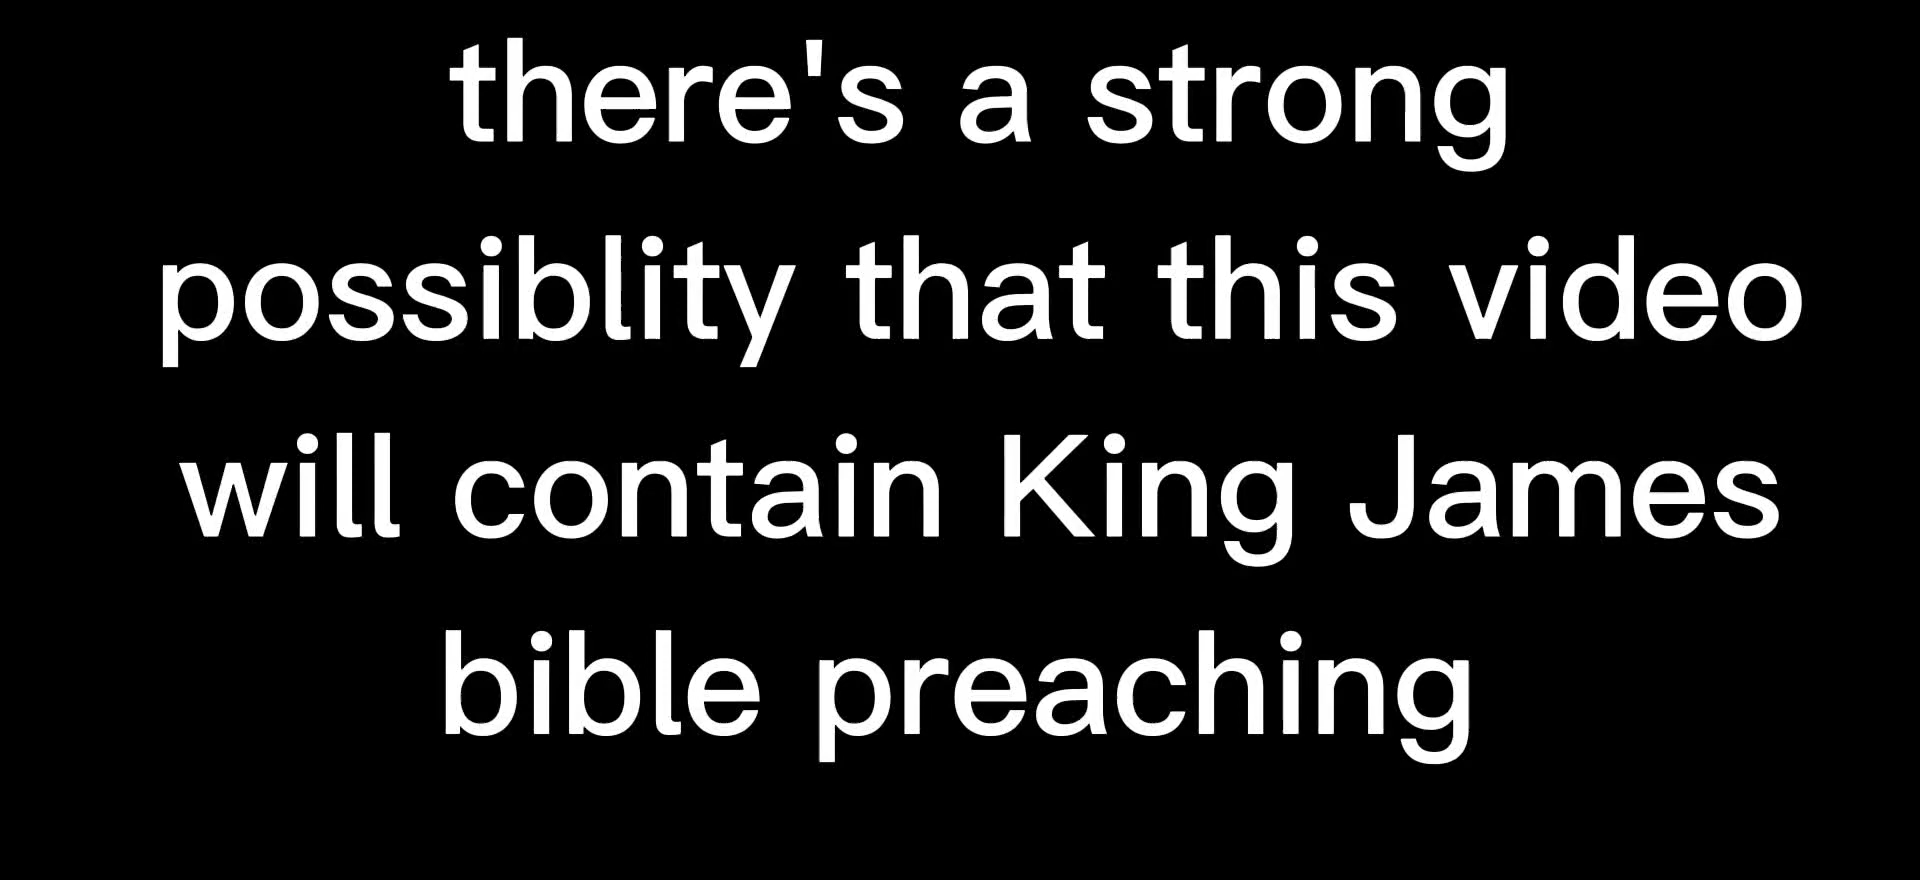 there's a strong
possiblity that this video
will contain King James
bible preaching